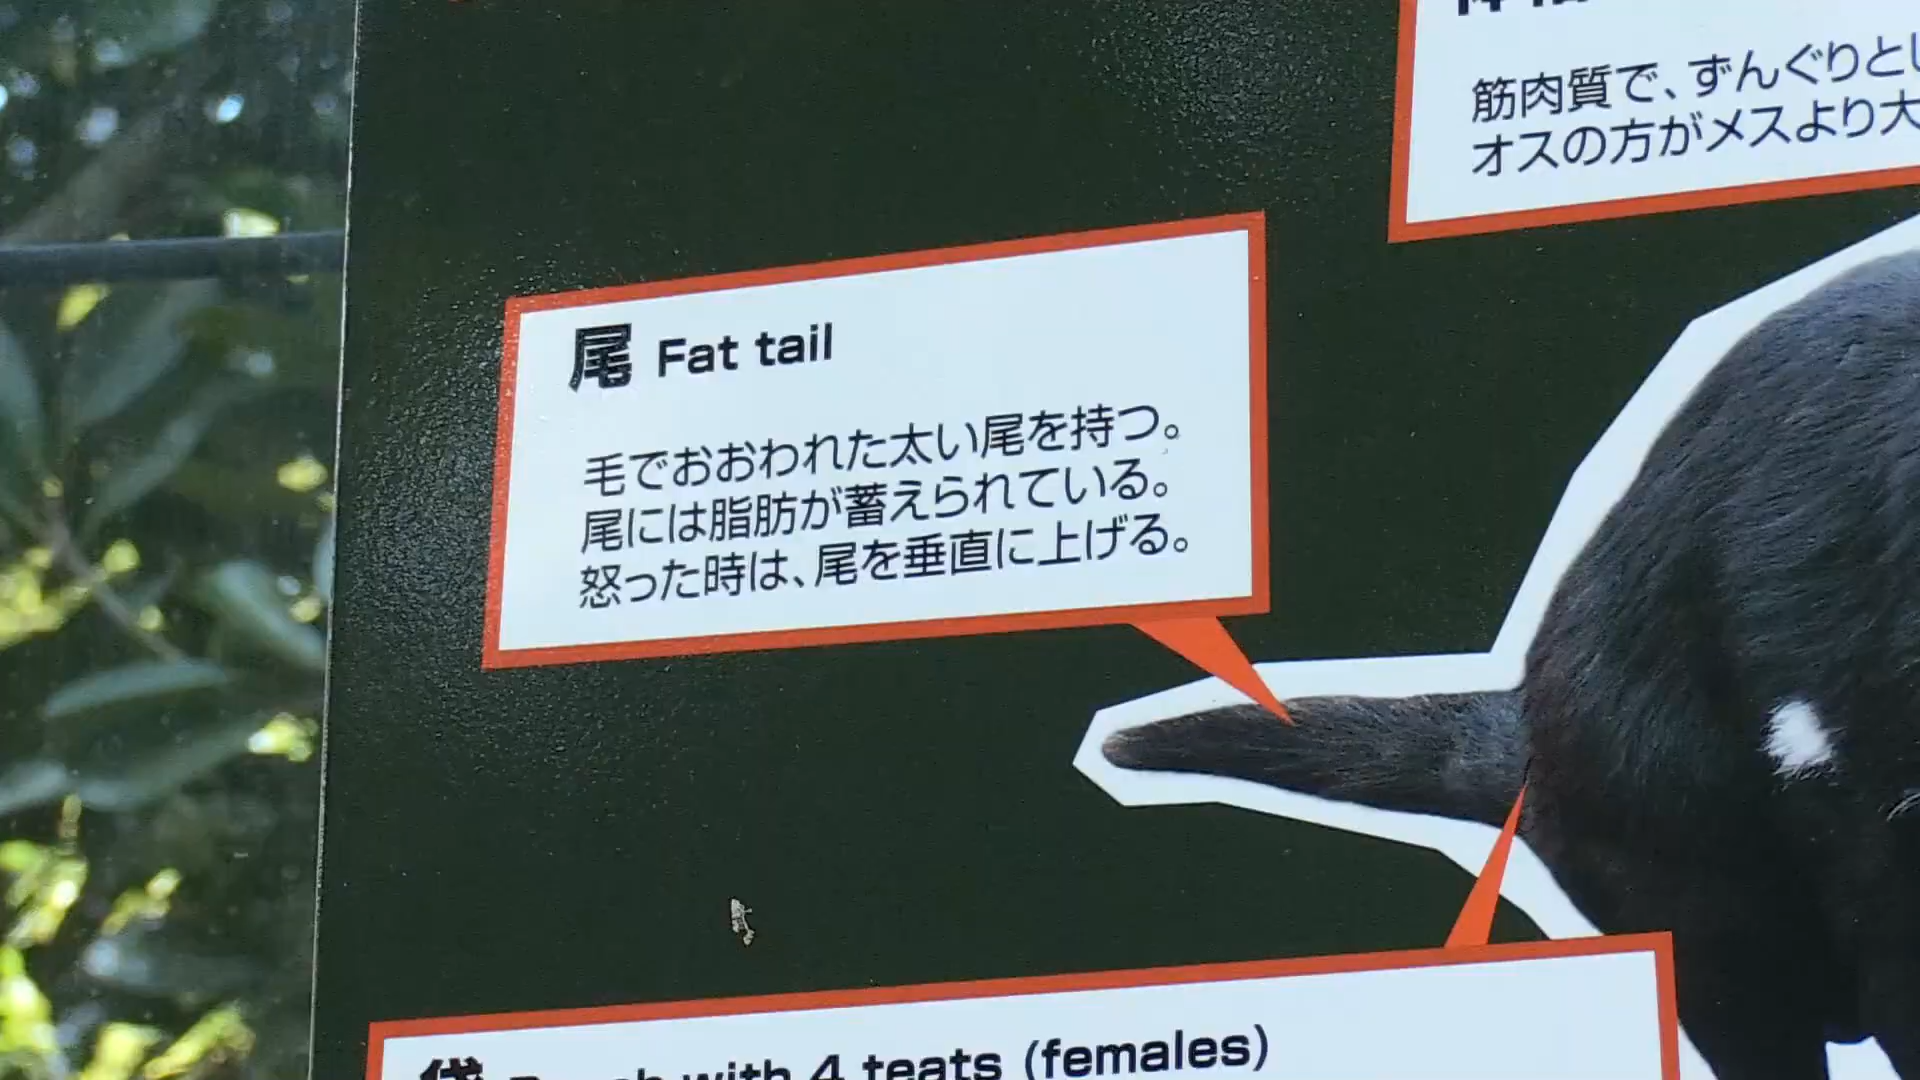 筋肉質で、ずんぐりとし
オスの方がメスより大
尾 Fat tail
毛でおおわれた太い尾を持つ。
尾には脂肪が蓄えられている。
怒った時は、尾を垂直に上げる。
袋 Pouch with 4 teats (females)